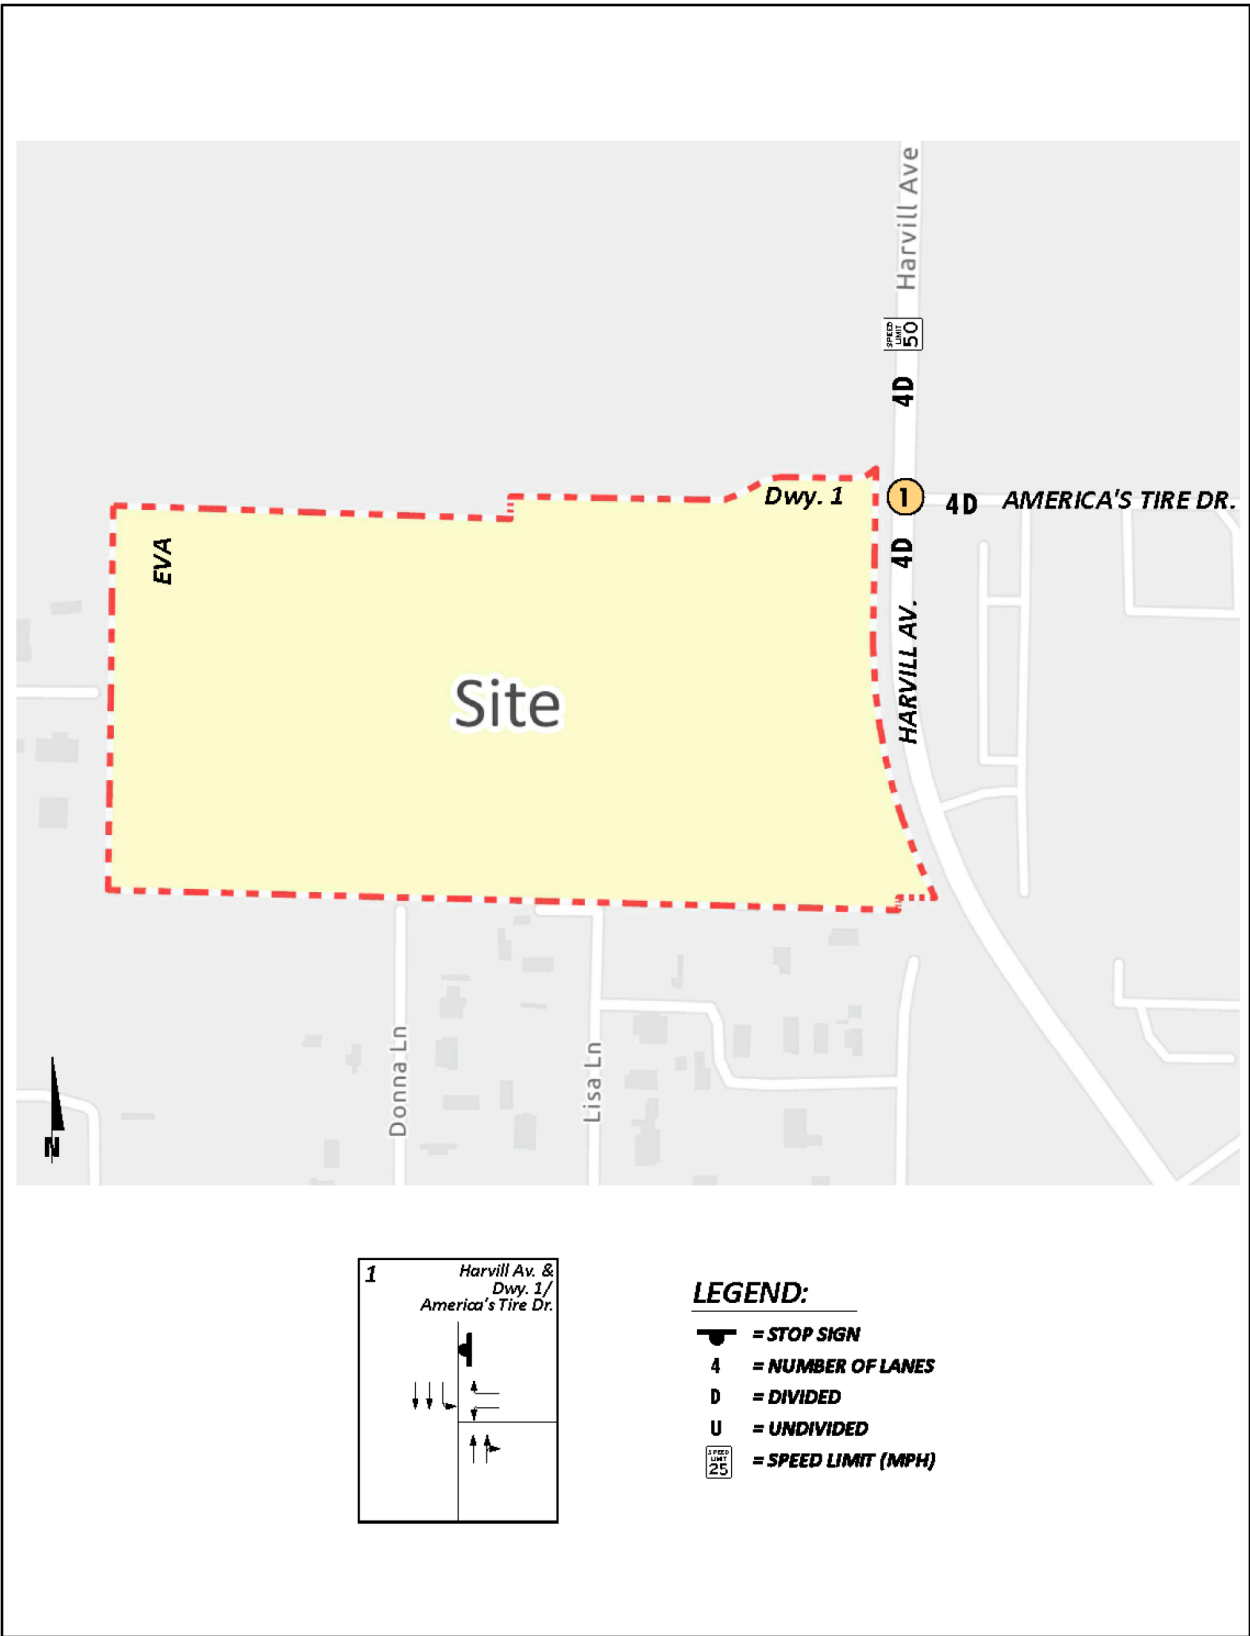 Harvill Ave
SPEED
LIMIT
50
4D
Dwy. 1
1
4D
AMERICA'S TIRE DR.
4D
EVA
HARVILL AV.
Site
Donna Ln
Lisa Ln
N
1
Harvill Av. &
Dwy. 1/
America's Tire Dr.
LEGEND:
= STOP SIGN
4 = NUMBER OF LANES
D = DIVIDED
U = UNDIVIDED
SPEED
LIMIT
25
= SPEED LIMIT (MPH)